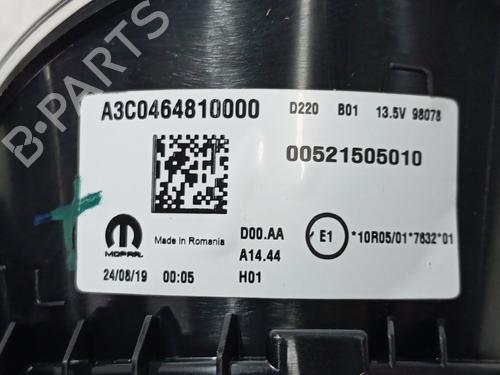 A3C0464810000 D220 B01 13.5V 98078
00521505010
MOPAR Made in Romania D00.AA E1 *10R05/01*7632*01
A14.44
24/08/19 00:05 H01
B-PARTS